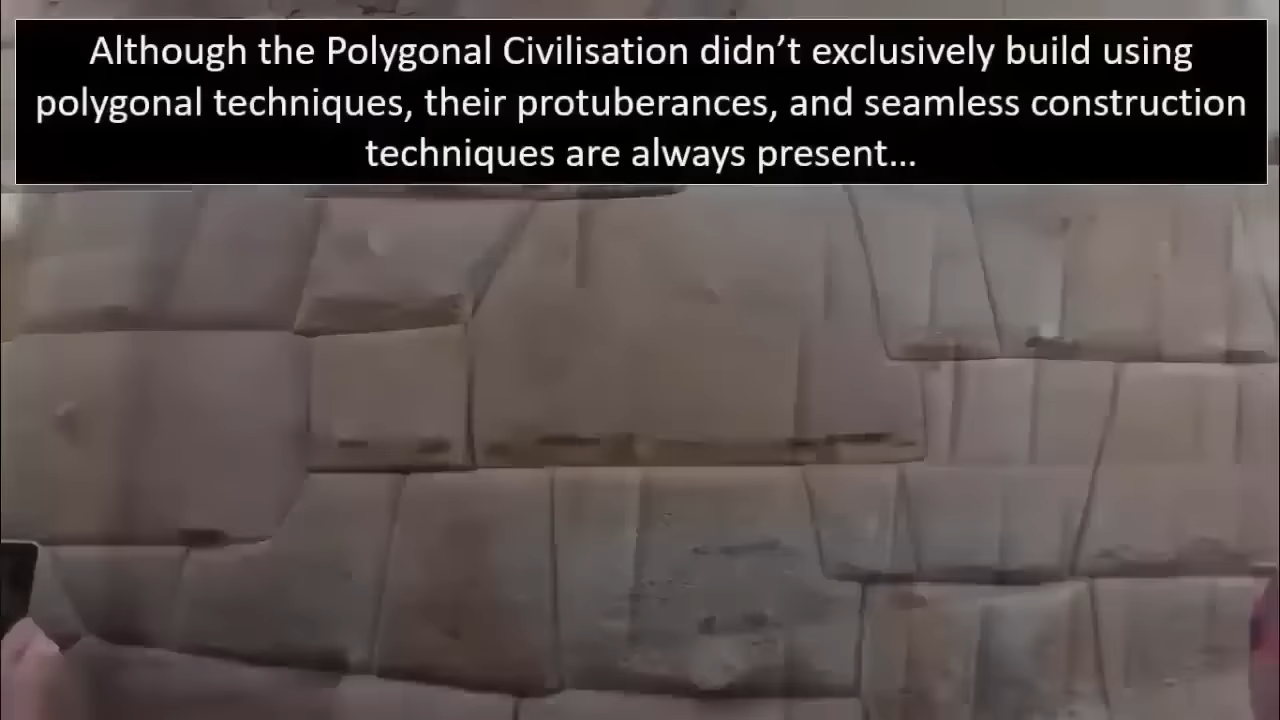 Although the Polygonal Civilisation didn’t exclusively build using
polygonal techniques, their protuberances, and seamless construction
techniques are always present…